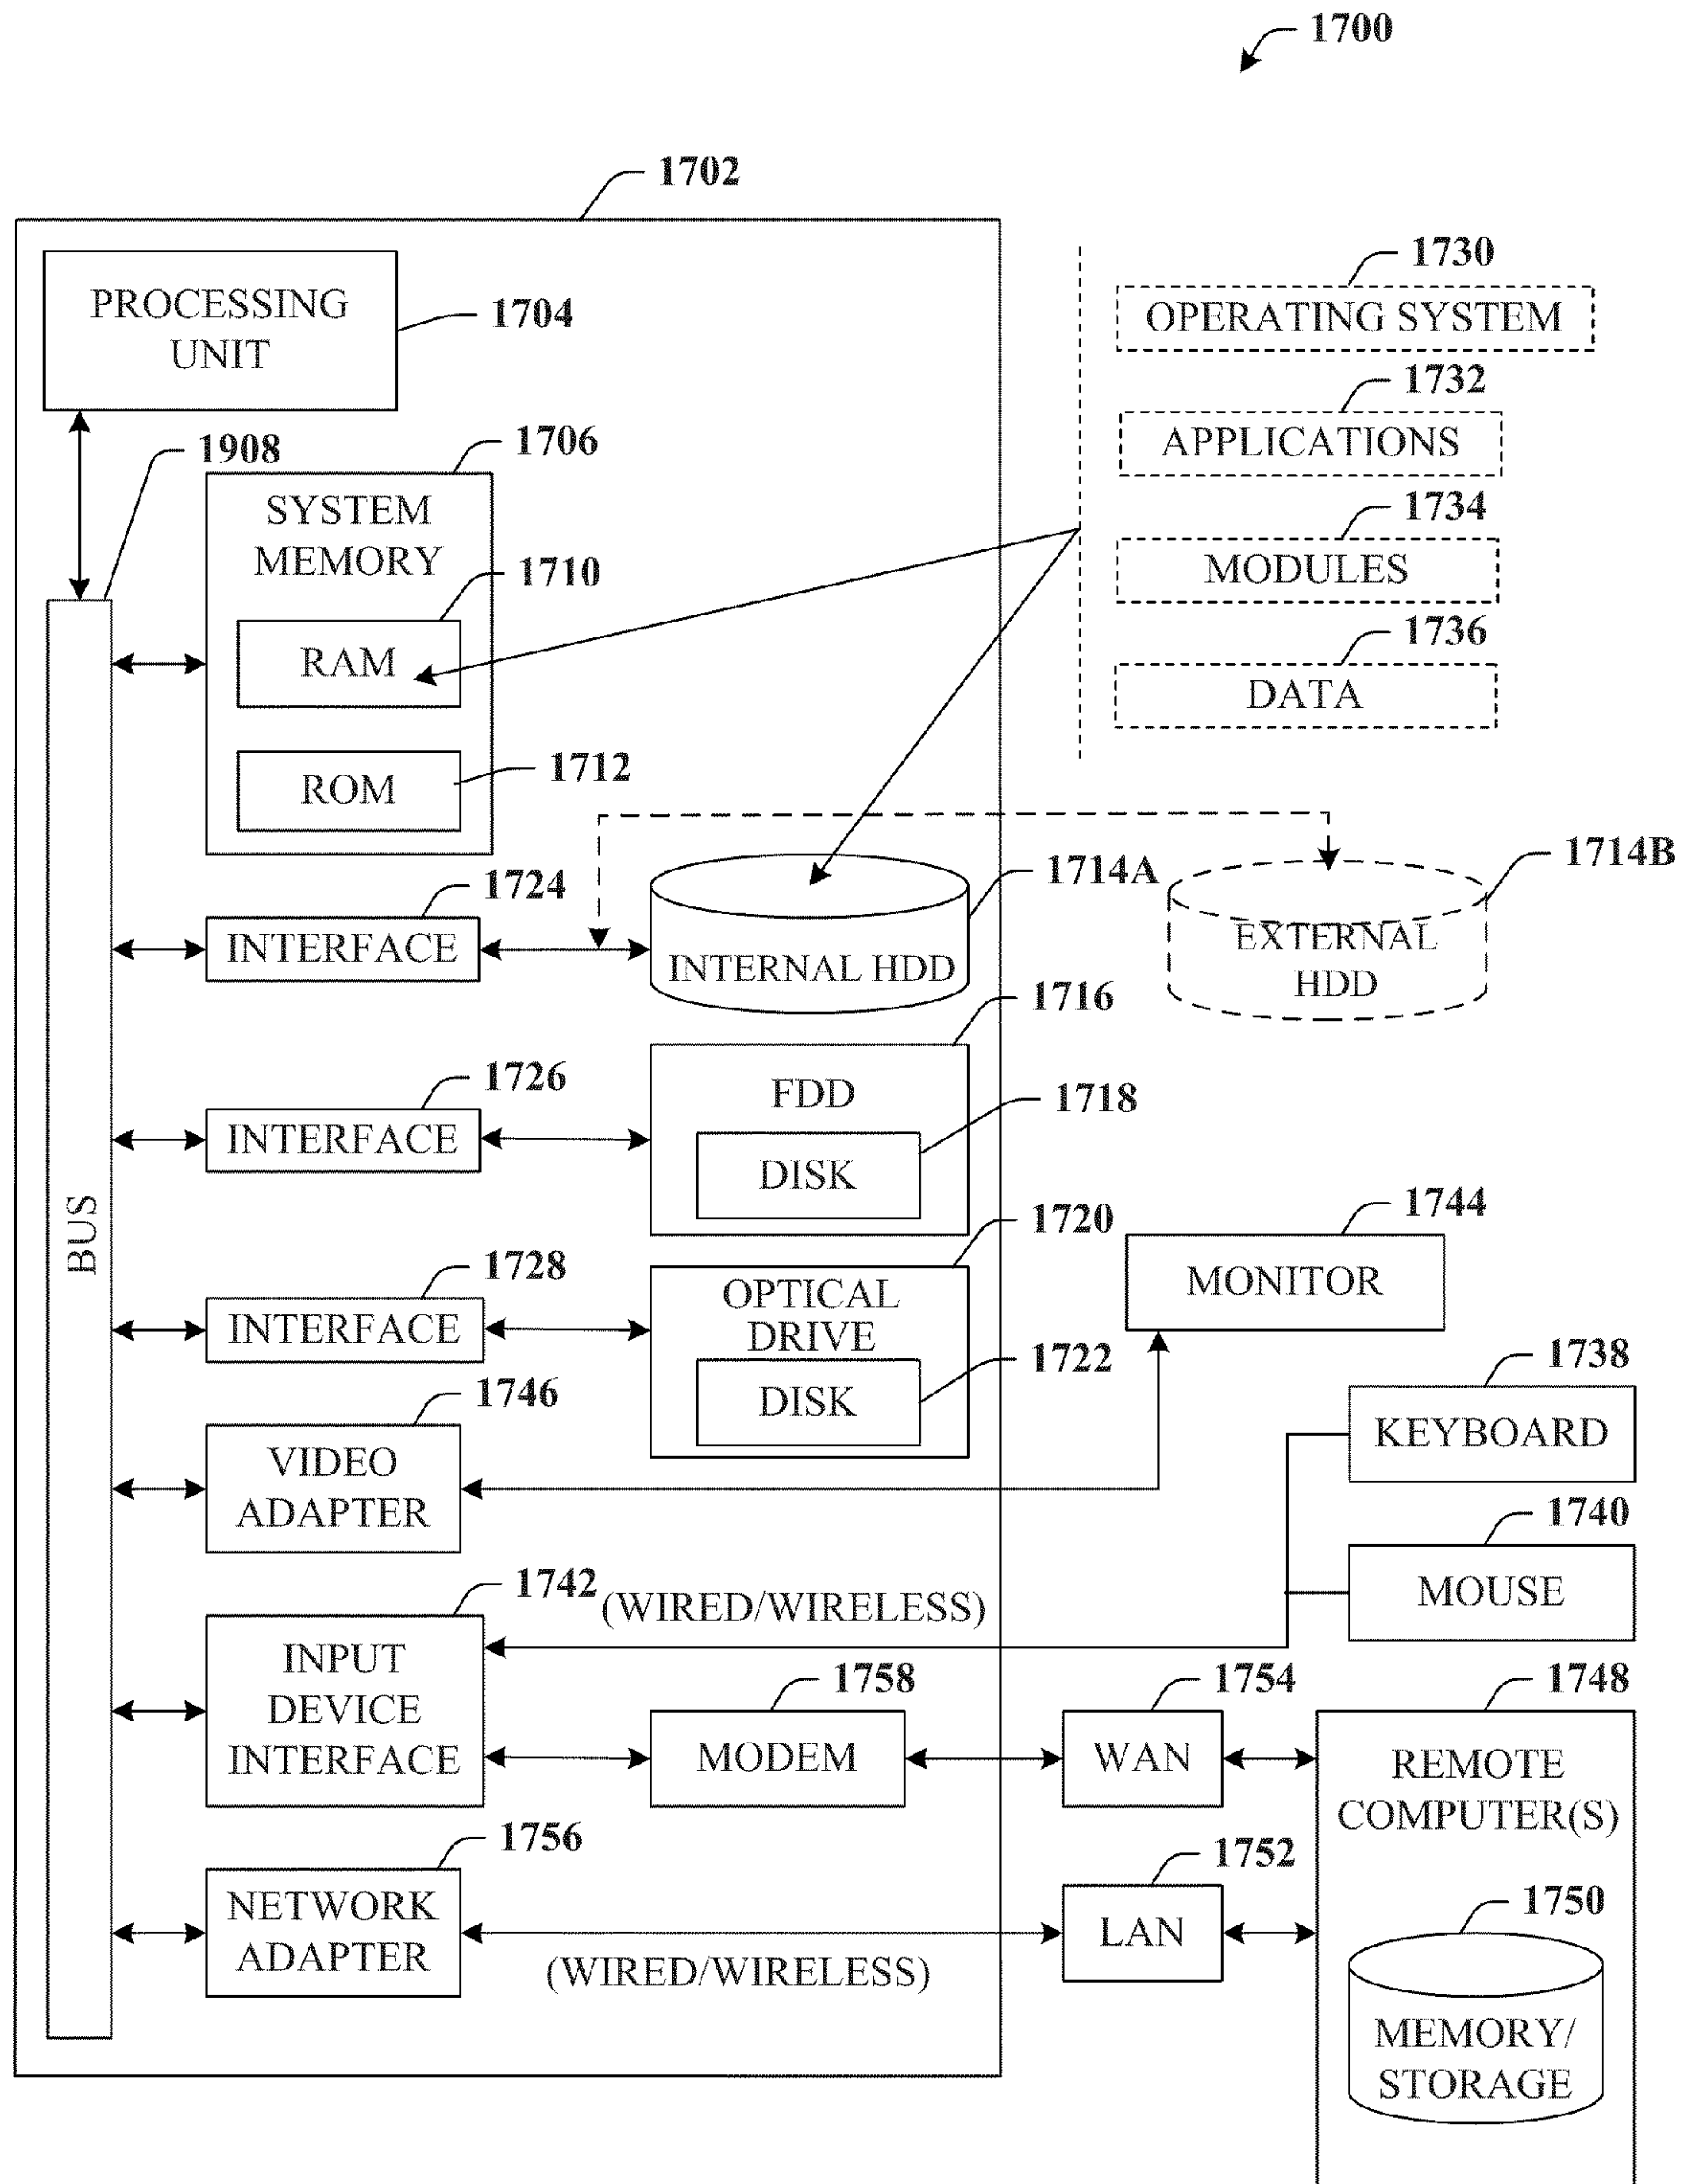 1700
1702
PROCESSING
UNIT
1704
1730
OPERATING SYSTEM
1732
APPLICATIONS
1734
MODULES
1736
DATA
1908
1706
SYSTEM
MEMORY
1710
RAM
1712
ROM
BUS
1724
INTERFACE
1714A
INTERNAL HDD
1714B
EXTERNAL
HDD
1726
INTERFACE
1716
FDD
1718
DISK
1728
INTERFACE
1720
OPTICAL
DRIVE
1722
DISK
1744
MONITOR
1746
VIDEO
ADAPTER
1738
KEYBOARD
1740
MOUSE
1742
(WIRED/WIRELESS)
INPUT
DEVICE
INTERFACE
1758
MODEM
1754
WAN
1748
REMOTE
COMPUTER(S)
1756
NETWORK
ADAPTER
(WIRED/WIRELESS)
1752
LAN
1750
MEMORY/
STORAGE